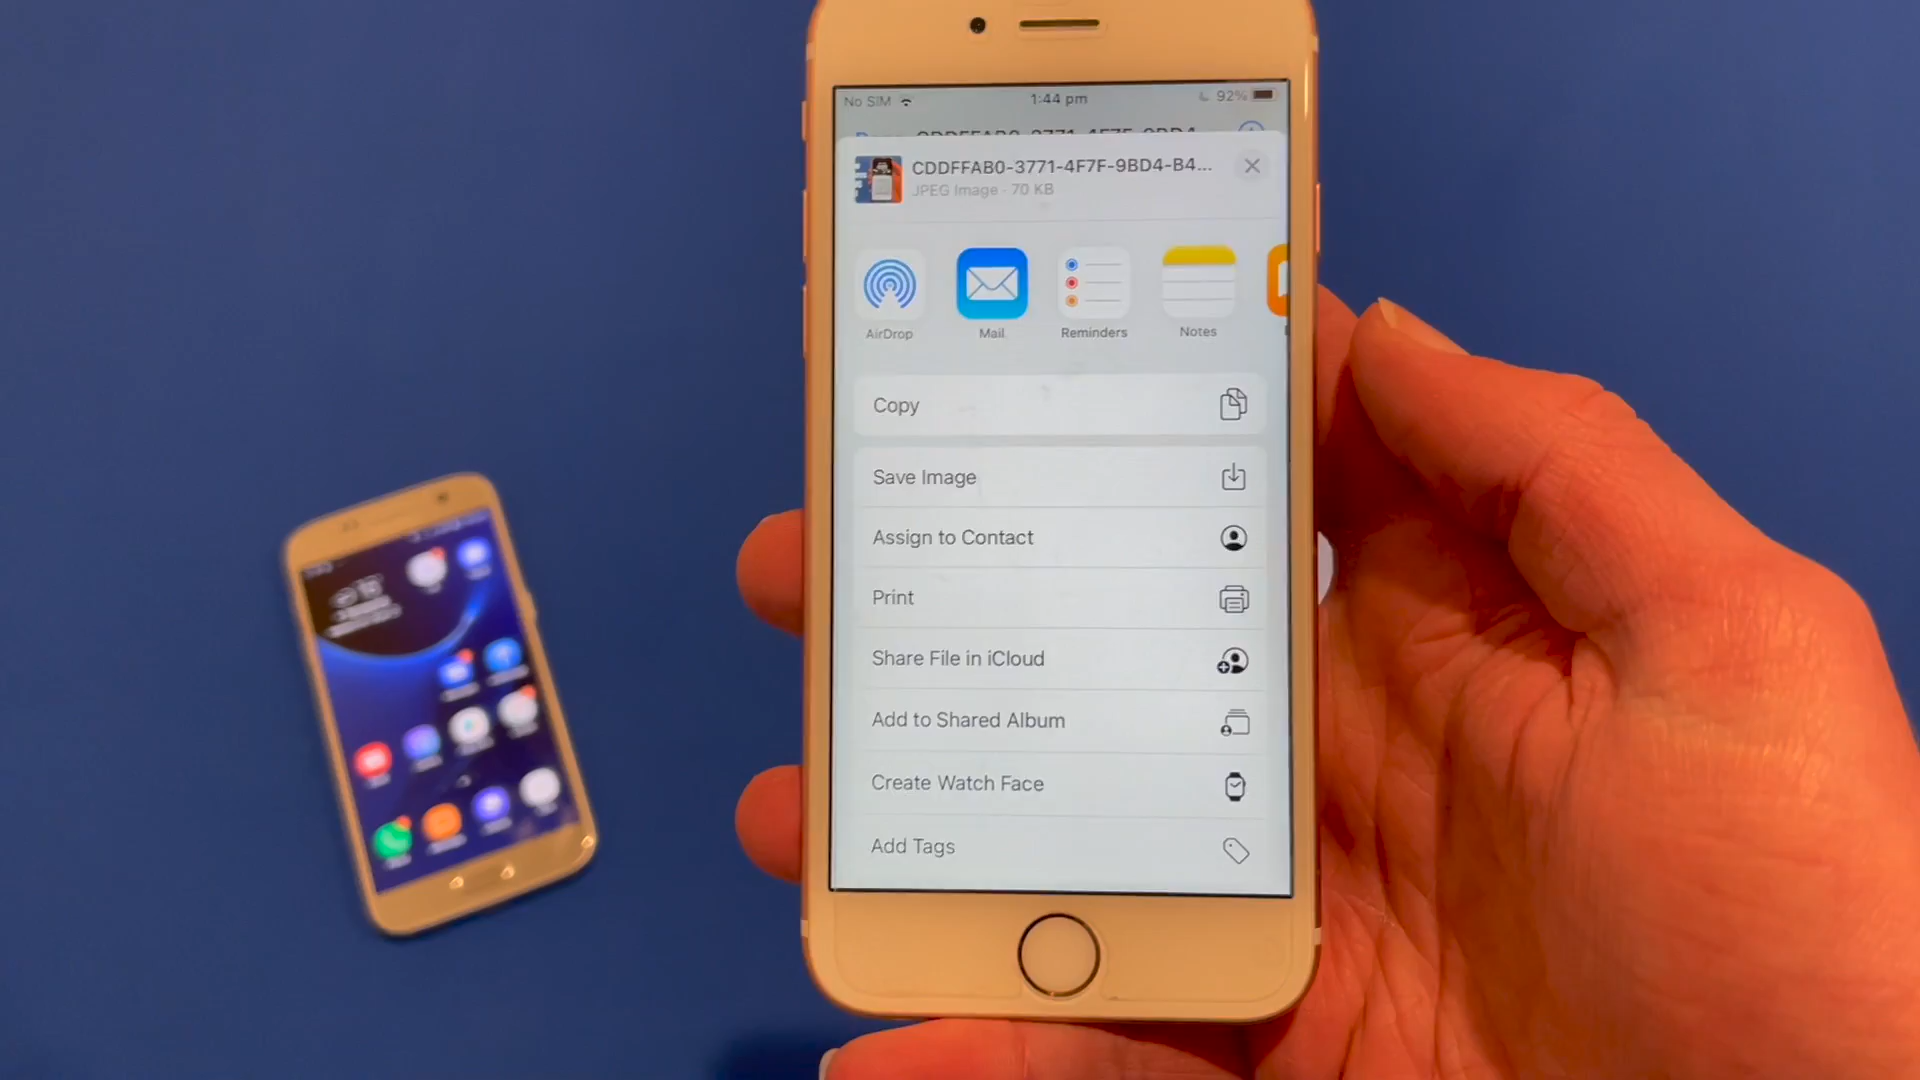 No SIM 1:44 pm 92%
CDDFFAB0-3771-4F7F-9BD4-B4...
JPEG Image · 70 KB
AirDrop Mail Reminders Notes
Copy
Save Image
Assign to Contact
Print
Share File in iCloud
Add to Shared Album
Create Watch Face
Add Tags